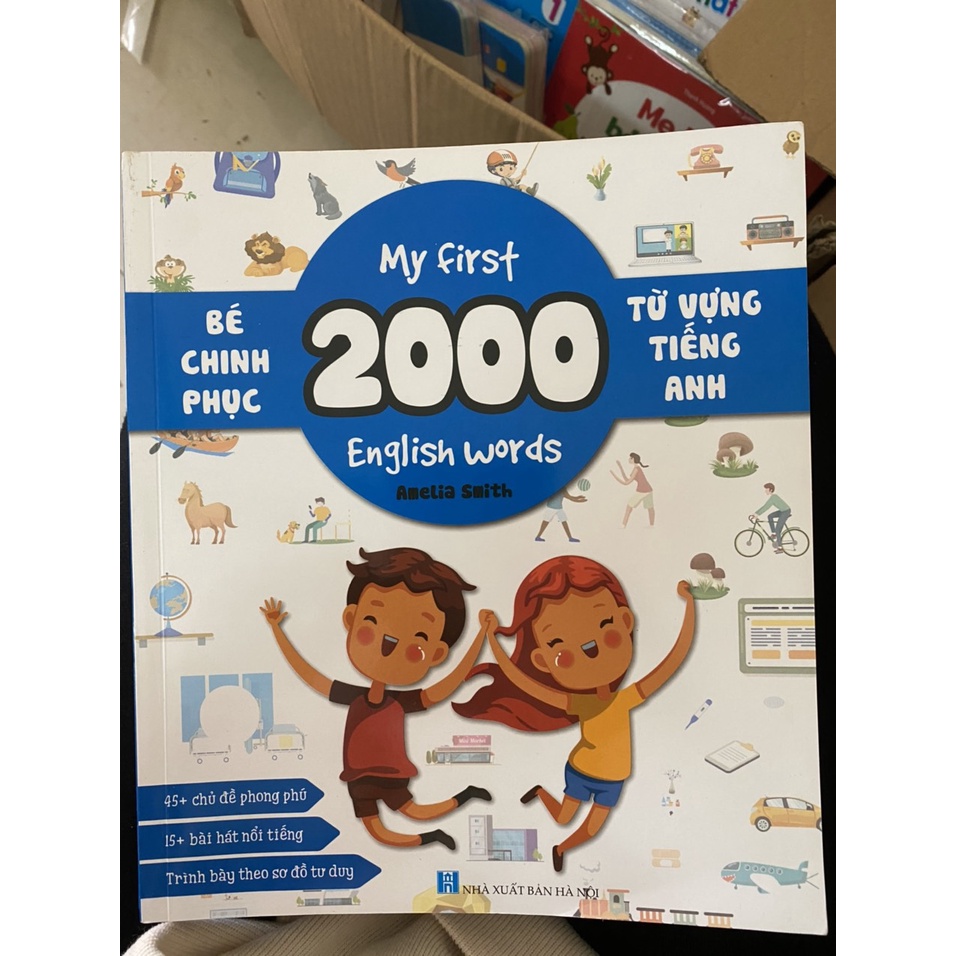 My first
2000
English words
Amelia Smith
BÉ
CHINH
PHỤC
TỪ VỰNG
TIẾNG
ANH
45+ chủ đề phong phú
15+ bài hát nổi tiếng
Trình bày theo sơ đồ tư duy
NHÀ XUẤT BẢN HÀ NỘI
1